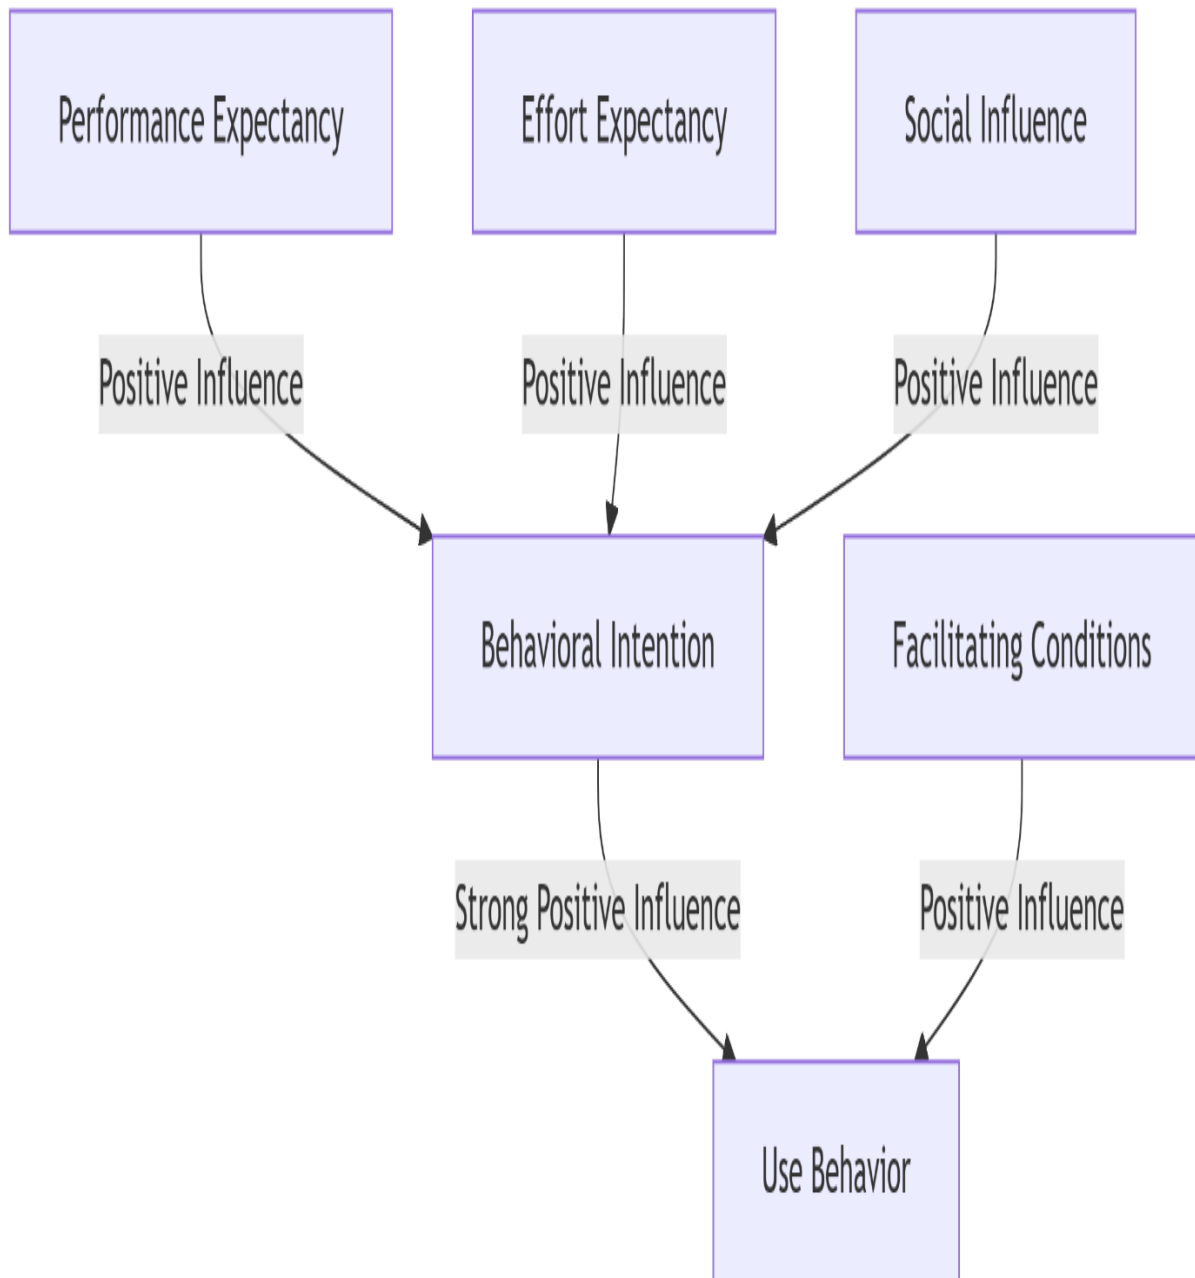 Performance Expectancy
Effort Expectancy
Social Influence
Positive Influence
Positive Influence
Positive Influence
Behavioral Intention
Facilitating Conditions
Strong Positive Influence
Positive Influence
Use Behavior